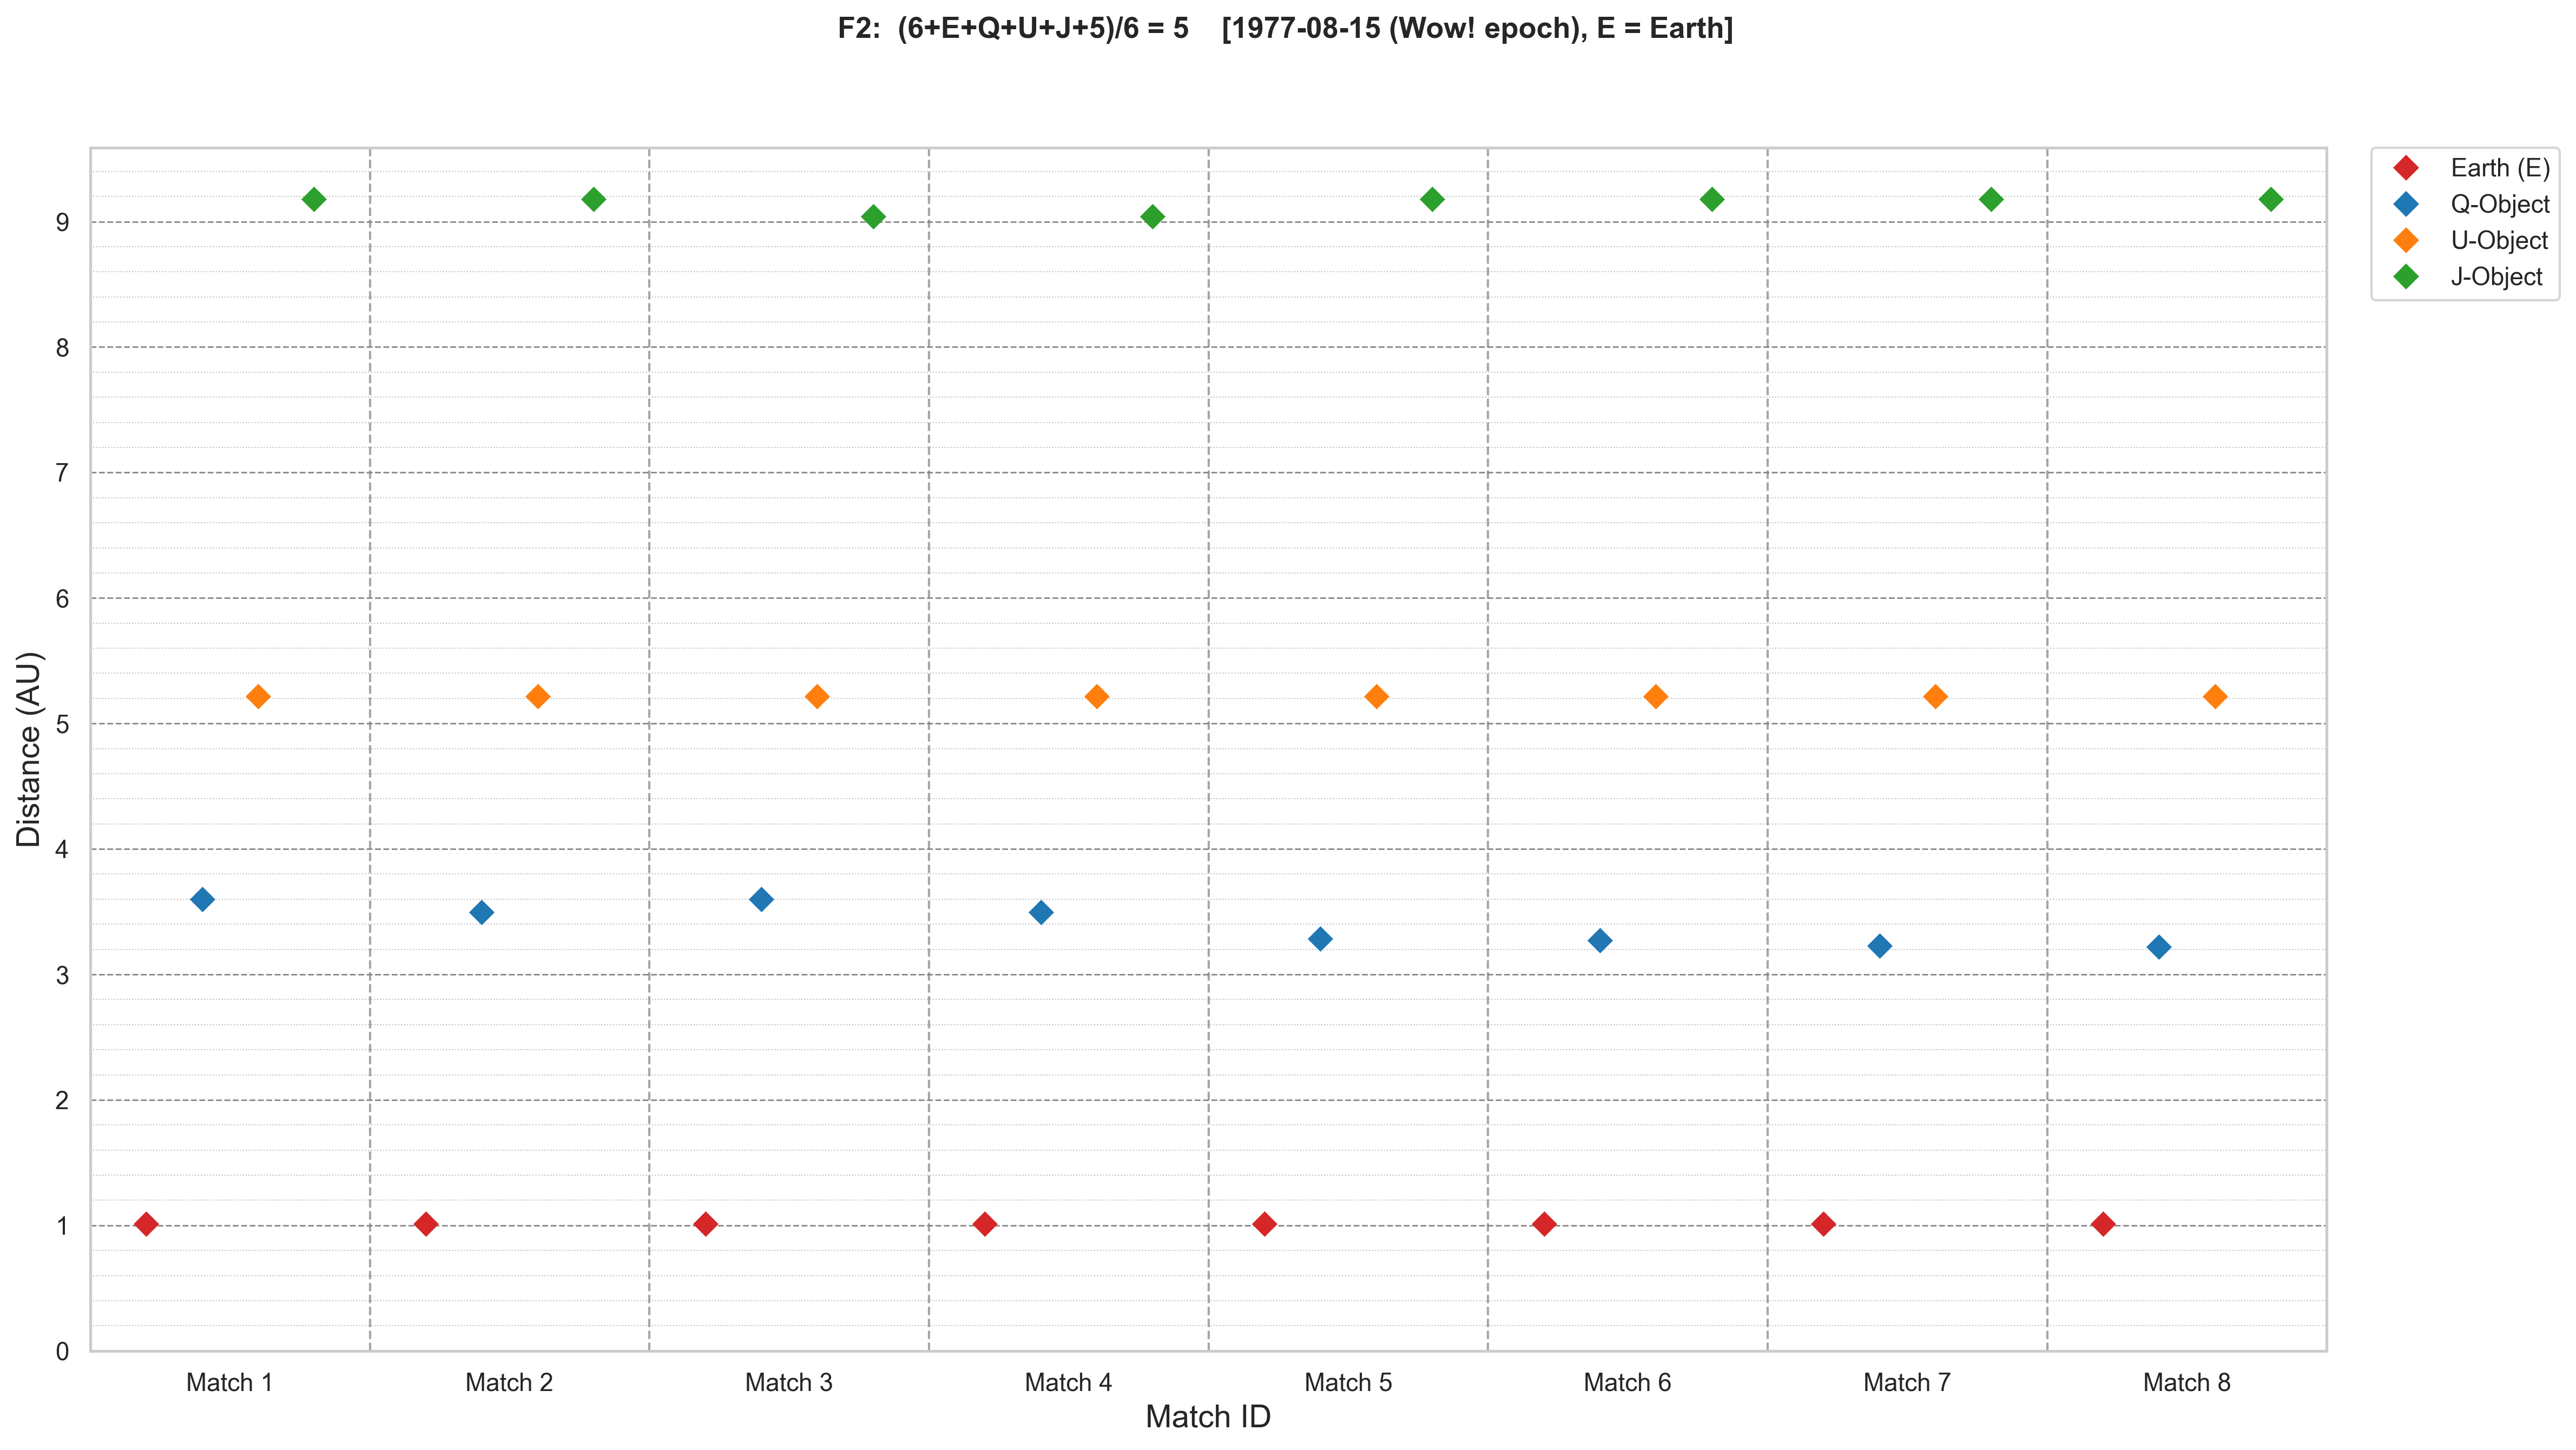 F2:  (6+E+Q+U+J+5)/6 = 5    [1977-08-15 (Wow! epoch), E = Earth]
Earth (E)
Q-Object
U-Object
J-Object
Distance (AU)
9
8
7
6
5
4
3
2
1
0
Match 1 Match 2 Match 3 Match 4 Match 5 Match 6 Match 7 Match 8
Match ID